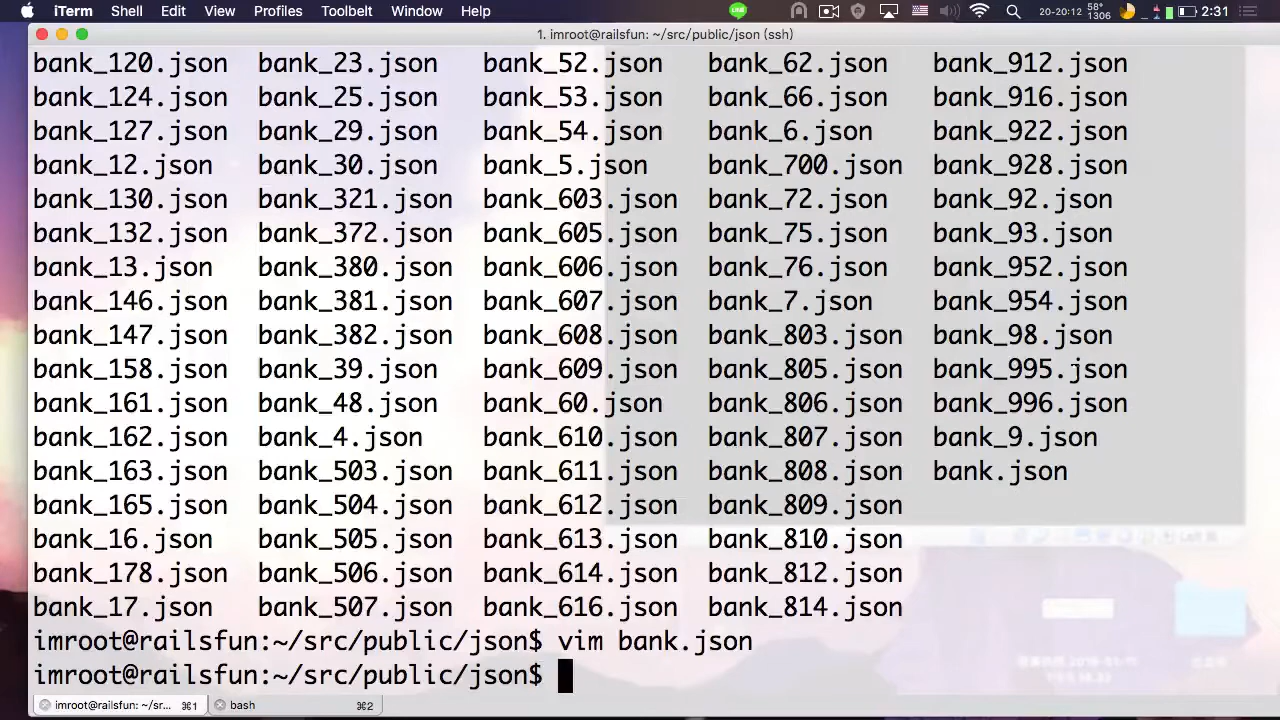 iTerm Shell Edit View Profiles Toolbelt Window Help 20-20:12 58° 1306 2:31
1. imroot@railsfun: ~/src/public/json (ssh)
bank_120.json bank_23.json bank_52.json bank_62.json bank_912.json
bank_124.json bank_25.json bank_53.json bank_66.json bank_916.json
bank_127.json bank_29.json bank_54.json bank_6.json bank_922.json
bank_12.json bank_30.json bank_5.json bank_700.json bank_928.json
bank_130.json bank_321.json bank_603.json bank_72.json bank_92.json
bank_132.json bank_372.json bank_605.json bank_75.json bank_93.json
bank_13.json bank_380.json bank_606.json bank_76.json bank_952.json
bank_146.json bank_381.json bank_607.json bank_7.json bank_954.json
bank_147.json bank_382.json bank_608.json bank_803.json bank_98.json
bank_158.json bank_39.json bank_609.json bank_805.json bank_995.json
bank_161.json bank_48.json bank_60.json bank_806.json bank_996.json
bank_162.json bank_4.json bank_610.json bank_807.json bank_9.json
bank_163.json bank_503.json bank_611.json bank_808.json bank.json
bank_165.json bank_504.json bank_612.json bank_809.json
bank_16.json bank_505.json bank_613.json bank_810.json
bank_178.json bank_506.json bank_614.json bank_812.json
bank_17.json bank_507.json bank_616.json bank_814.json
imroot@railsfun:~/src/public/json$ vim bank.json
imroot@railsfun:~/src/public/json$
imroot@railsfun: ~/sr... ⌘1 bash ⌘2